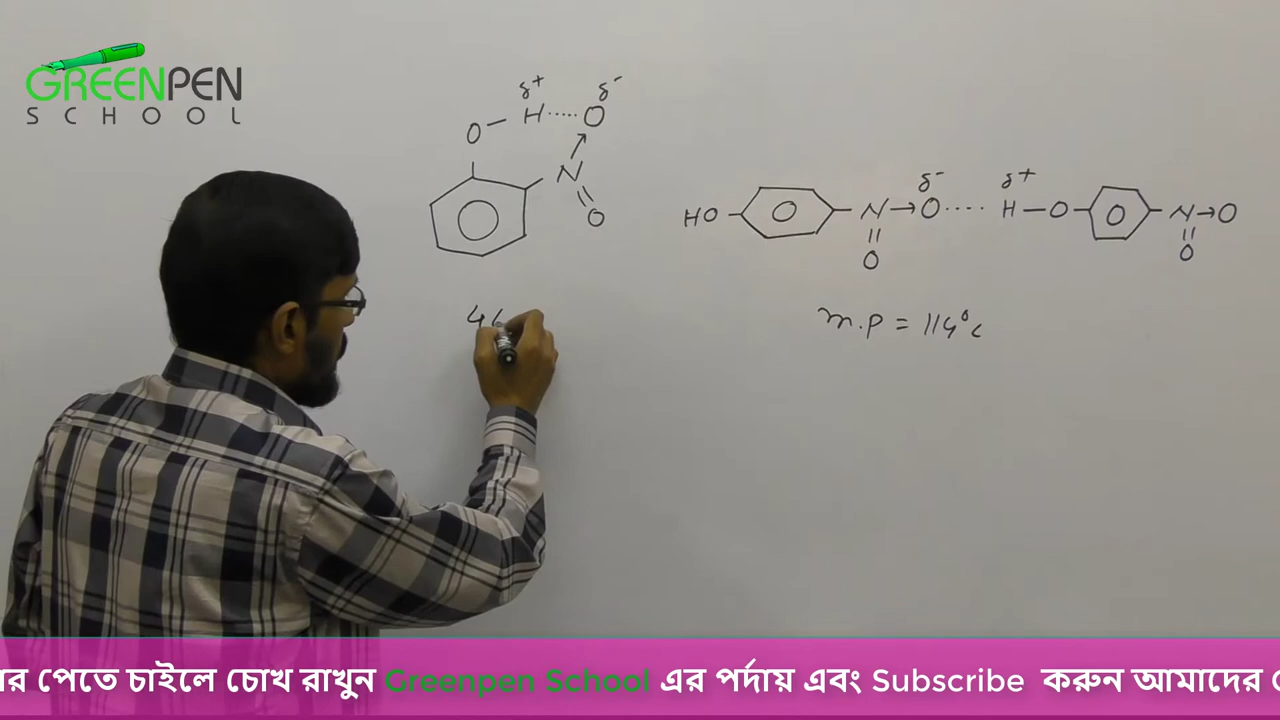 GREENPEN
SCHOOL
δ+ δ-
O – H ..... O
N
O
δ- δ+
HO N → O .... H – O N → O
O O
m.p = 114°c
পেতে চাইলে চোখ রাখুন Greenpen School এর পর্দায় এবং Subscribe করুন আমাদের